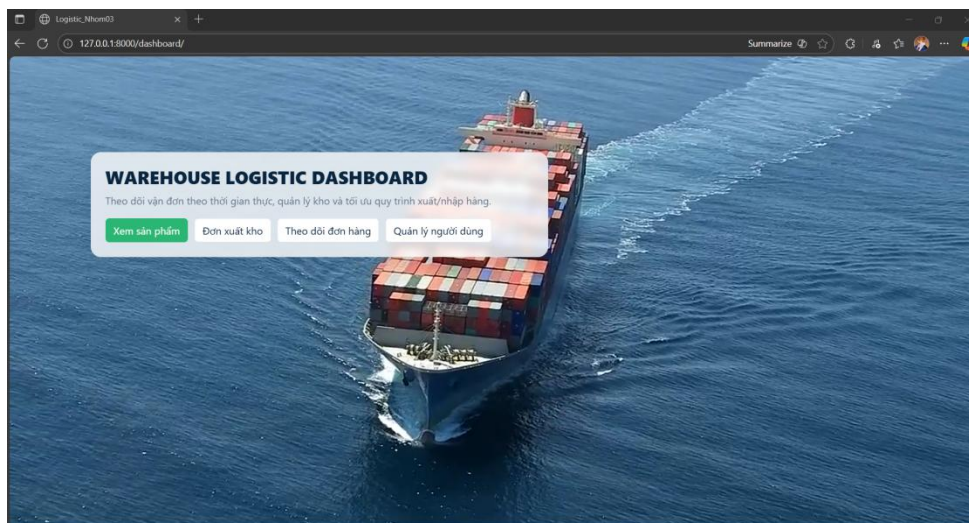 Logistic_Nhom03
127.0.0.1:8000/dashboard/
Summarize
WAREHOUSE LOGISTIC DASHBOARD
Theo dõi vận đơn theo thời gian thực, quản lý kho và tối ưu quy trình xuất/nhập hàng.
Xem sản phẩm Đơn xuất kho Theo dõi đơn hàng Quản lý người dùng